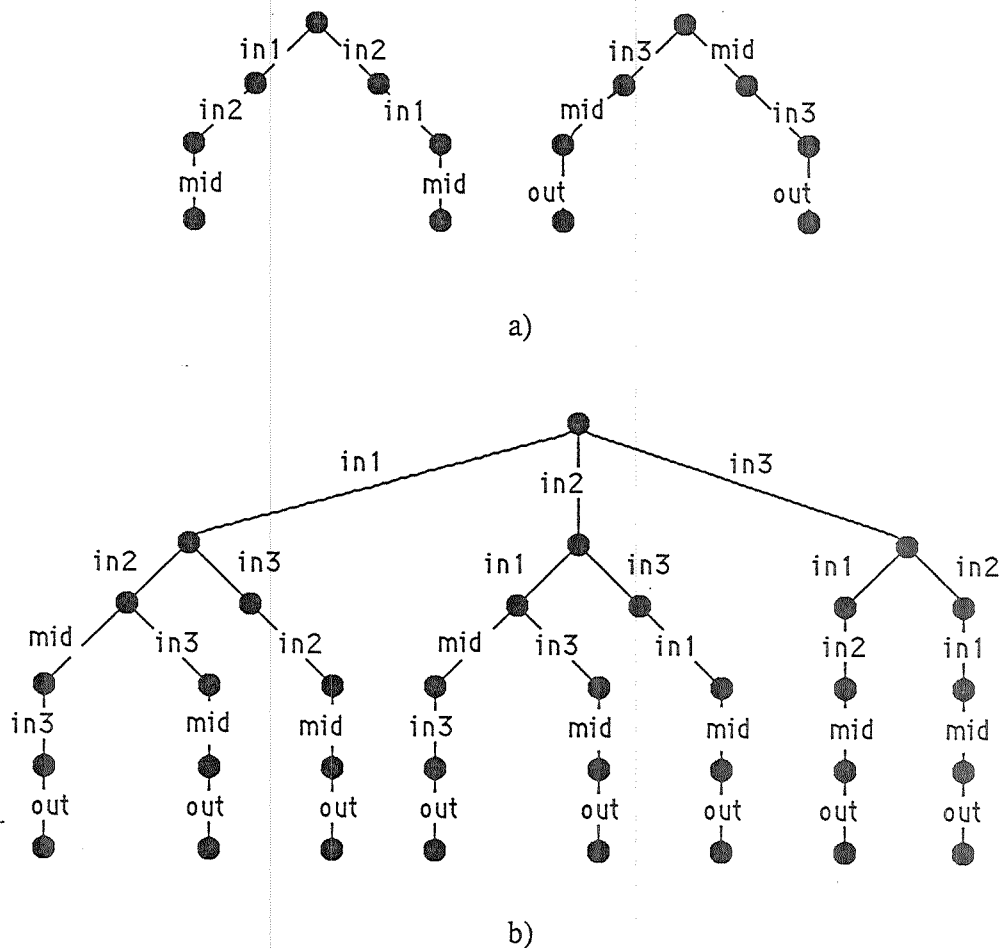 in1 in2 in3 mid
in2 in1 mid in3
mid mid out out
a)
in1 in2 in3
in2 in3 in1 in3 in1 in2
mid in3 in2 mid in3 in1 in2 in1
in3 mid mid in3 mid mid mid mid
out out out out out out out out
b)